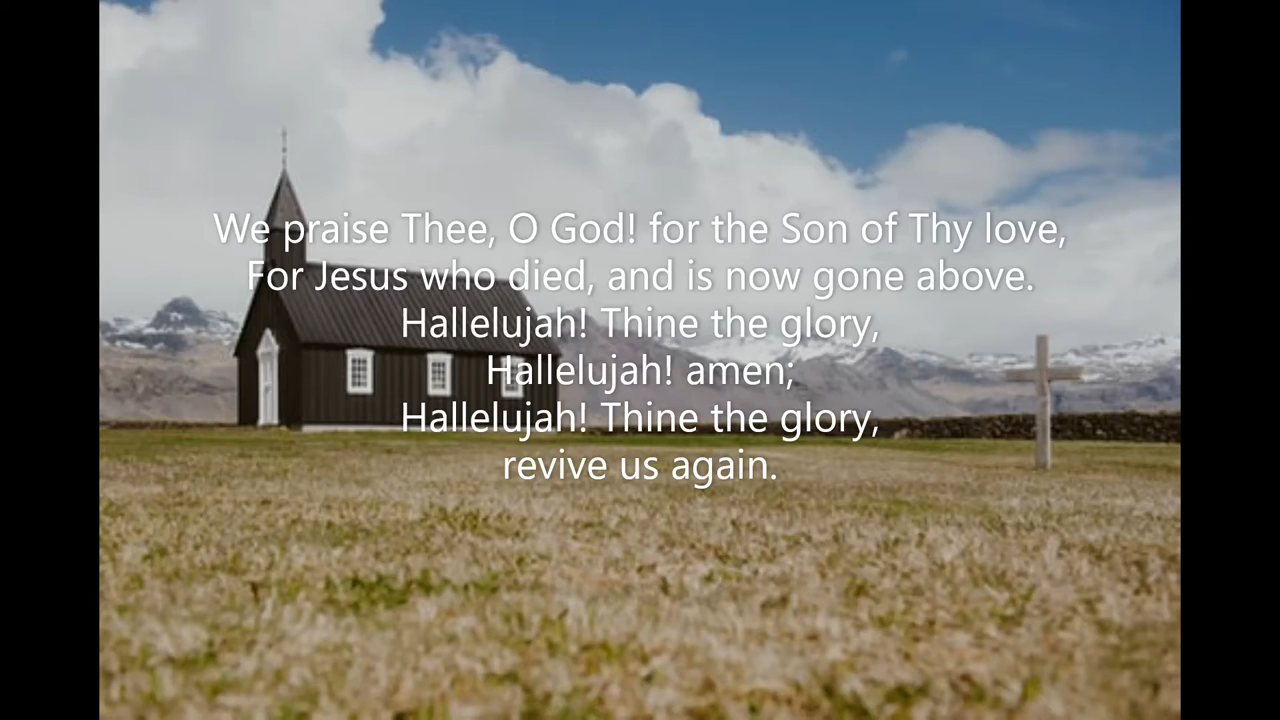 We praise Thee, O God! for the Son of Thy love,
For Jesus who died, and is now gone above.
Hallelujah! Thine the glory,
Hallelujah! amen;
Hallelujah! Thine the glory,
revive us again.